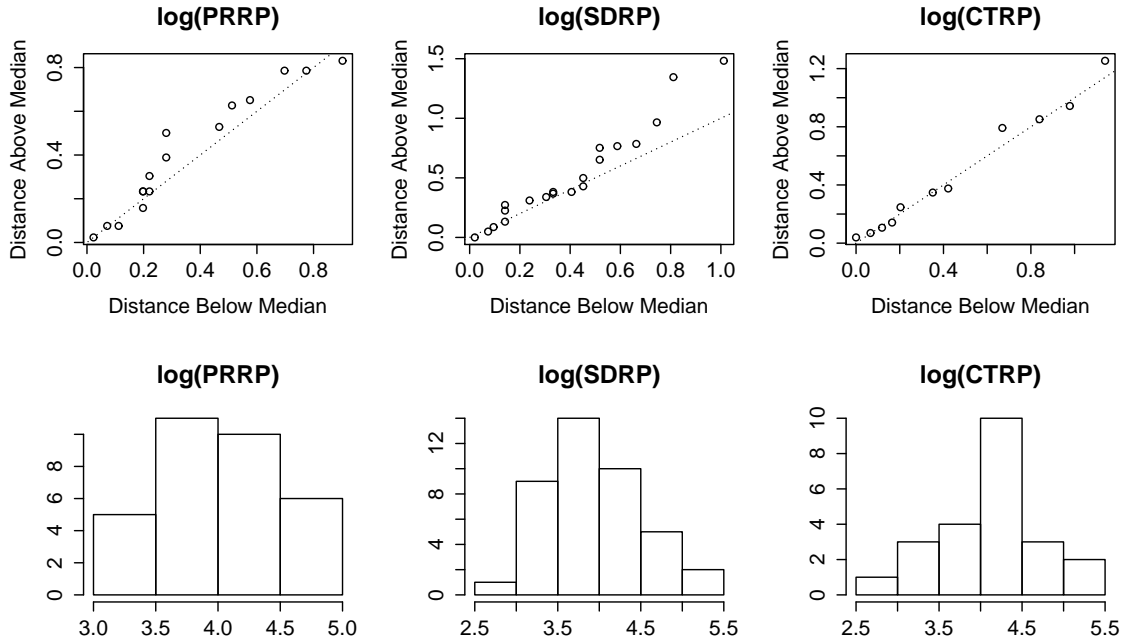 log(PRRP)
Distance Above Median
0.0 0.4 0.8
0.0 0.2 0.4 0.6 0.8
Distance Below Median
log(SDRP)
Distance Above Median
0.0 0.5 1.0 1.5
0.0 0.2 0.4 0.6 0.8 1.0
Distance Below Median
log(CTRP)
Distance Above Median
0.0 0.4 0.8 1.2
0.0 0.4 0.8
Distance Below Median
log(PRRP)
0 2 4 6 8
3.0 3.5 4.0 4.5 5.0
log(SDRP)
0 4 8 12
2.5 3.5 4.5 5.5
log(CTRP)
0 2 4 6 8 10
2.5 3.5 4.5 5.5